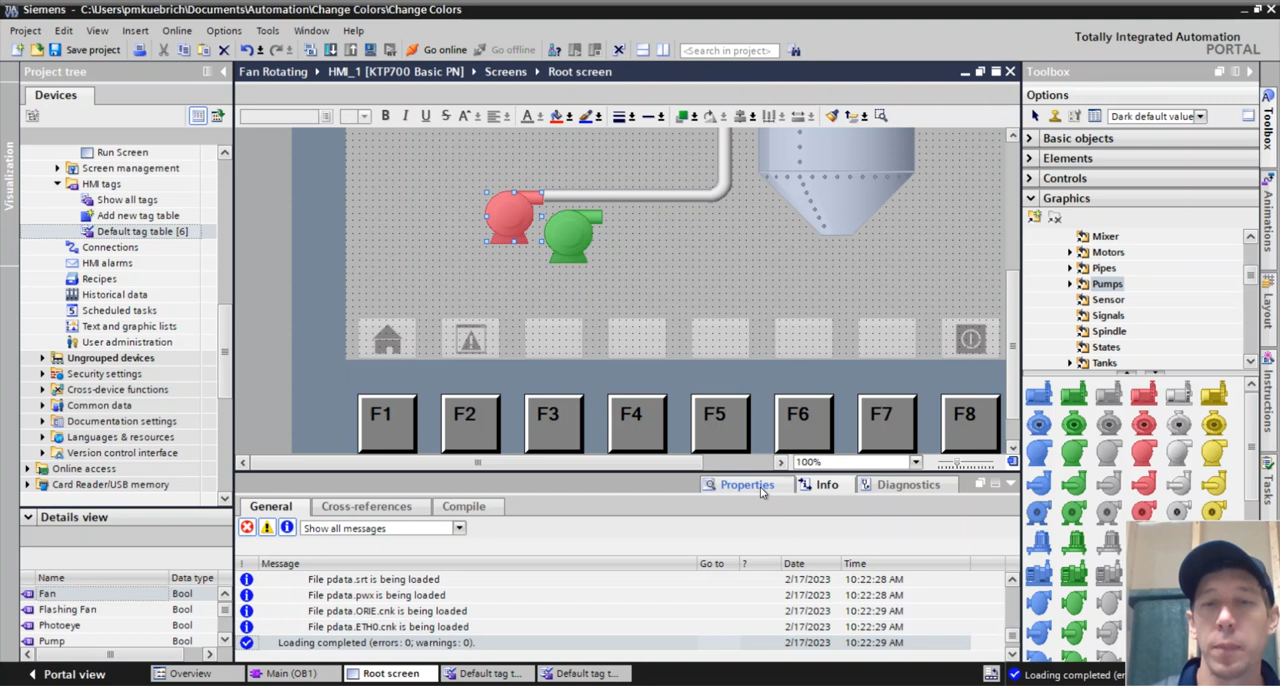 Siemens - C:\Users\pmkuebrich\Documents\Automation\Change Colors\Change Colors
Project Edit View Insert Online Options Tools Window Help
Totally Integrated Automation
PORTAL
Save project Go online Go offline <Search in project>
Project tree
Devices
Visualization
Run Screen
Screen management
HMI tags
Show all tags
Add new tag table
Default tag table [6]
Connections
HMI alarms
Recipes
Historical data
Scheduled tasks
Text and graphic lists
User administration
Ungrouped devices
Security settings
Cross-device functions
Common data
Documentation settings
Languages & resources
Version control interface
Online access
Card Reader/USB memory
Details view
Name Data type
Fan Bool
Flashing Fan Bool
Photoeye Bool
Pump Bool
Fan Rotating HMI_1 [KTP700 Basic PN] Screens Root screen
B I U S A A
F1 F2 F3 F4 F5 F6 F7 F8
100%
Properties Info Diagnostics
General Cross-references Compile
Show all messages
! Message Go to ? Date Time
File pdata.srt is being loaded 2/17/2023 10:22:28 AM
File pdata.pwx is being loaded 2/17/2023 10:22:28 AM
File pdata.ORIE.cnk is being loaded 2/17/2023 10:22:29 AM
File pdata.ETH0.cnk is being loaded 2/17/2023 10:22:29 AM
Loading completed (errors: 0; warnings: 0). 2/17/2023 10:22:29 AM
Toolbox
Options
Dark default value
Basic objects
Elements
Controls
Graphics
Mixer
Motors
Pipes
Pumps
Sensor
Signals
Spindle
States
Tanks
Toolbox
Animations
Layout
Instructions
Tasks
Portal view Overview Main (OB1) Root screen Default tag t... Default tag t... Loading completed (er